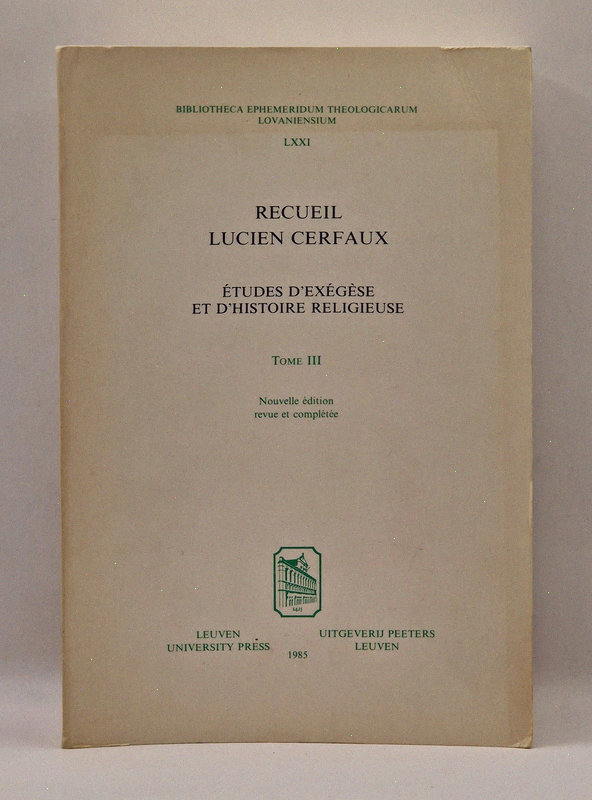 BIBLIOTHECA EPHEMERIDUM THEOLOGICARUM
LOVANIENSIUM
LXXI
RECUEIL
LUCIEN CERFAUX
ÉTUDES D'EXÉGÈSE
ET D'HISTOIRE RELIGIEUSE
TOME III
Nouvelle édition
revue et complétée
1425
LEUVEN
UNIVERSITY PRESS
1985
UITGEVERIJ PEETERS
LEUVEN